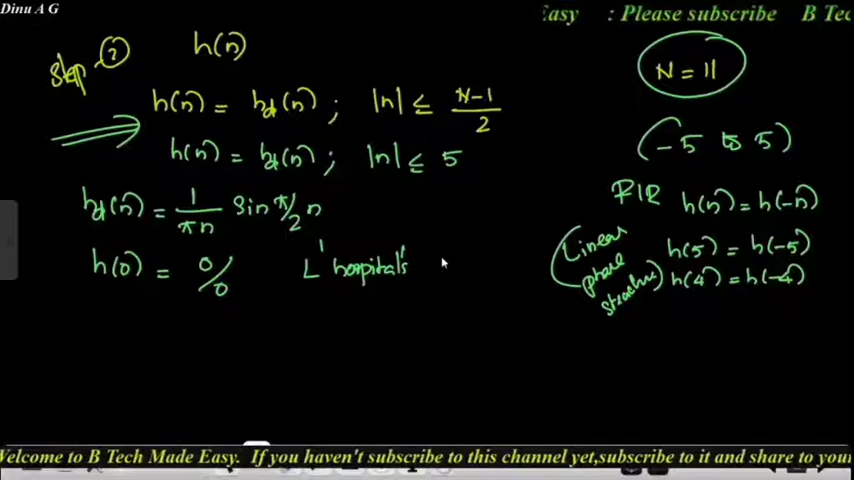 Dinu A G
Easy : Please subscribe B Tec
Step - 2 h(n)
h(n) = hd(n) ; |n| ≤ N-1/2
h(n) = hd(n) ; |n| ≤ 5
hd(n) = 1/πn Sin π/2 n
h(0) = 0/0 L' hospital's
N = 11
(-5 to 5)
FIR h(n) = h(-n)
(Linear phase structure) h(5) = h(-5)
h(4) = h(-4)
Welcome to B Tech Made Easy. If you haven't subscribe to this channel yet,subscribe to it and share to your